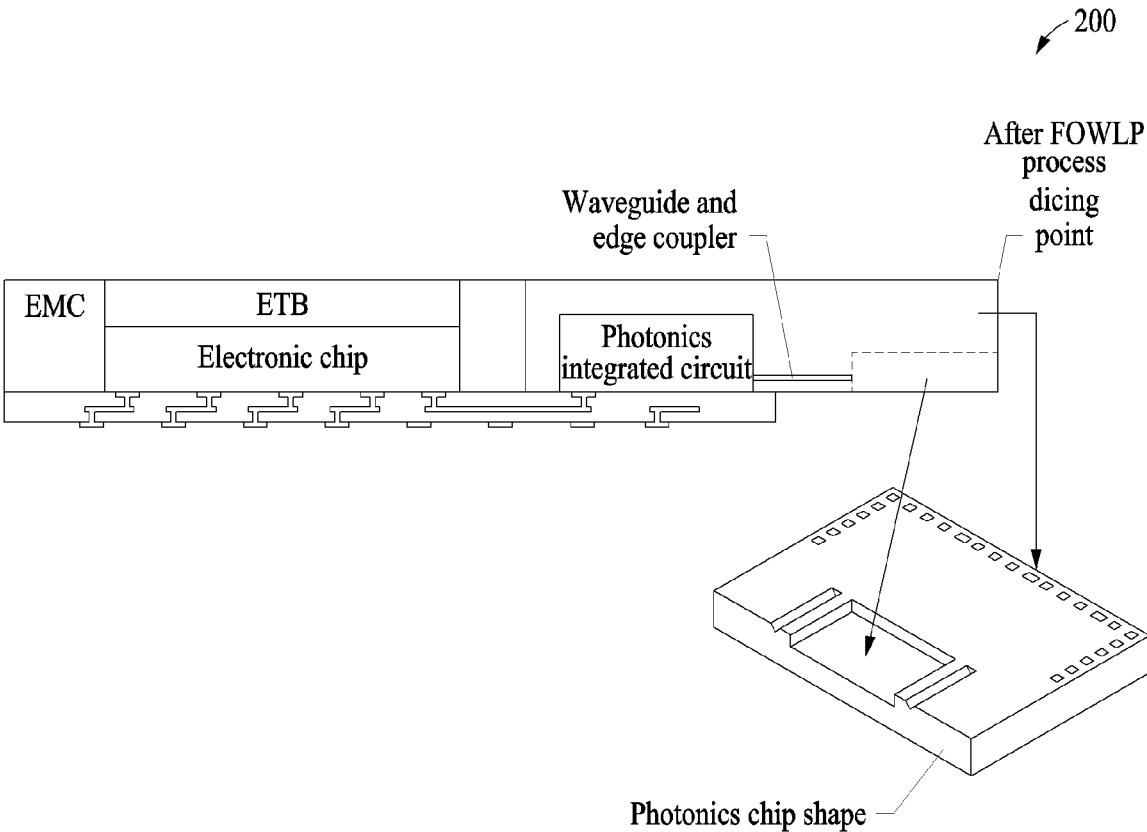 200
After FOWLP
process
dicing
point
Waveguide and
edge coupler
EMC
ETB
Electronic chip
Photonics
integrated circuit
Photonics chip shape